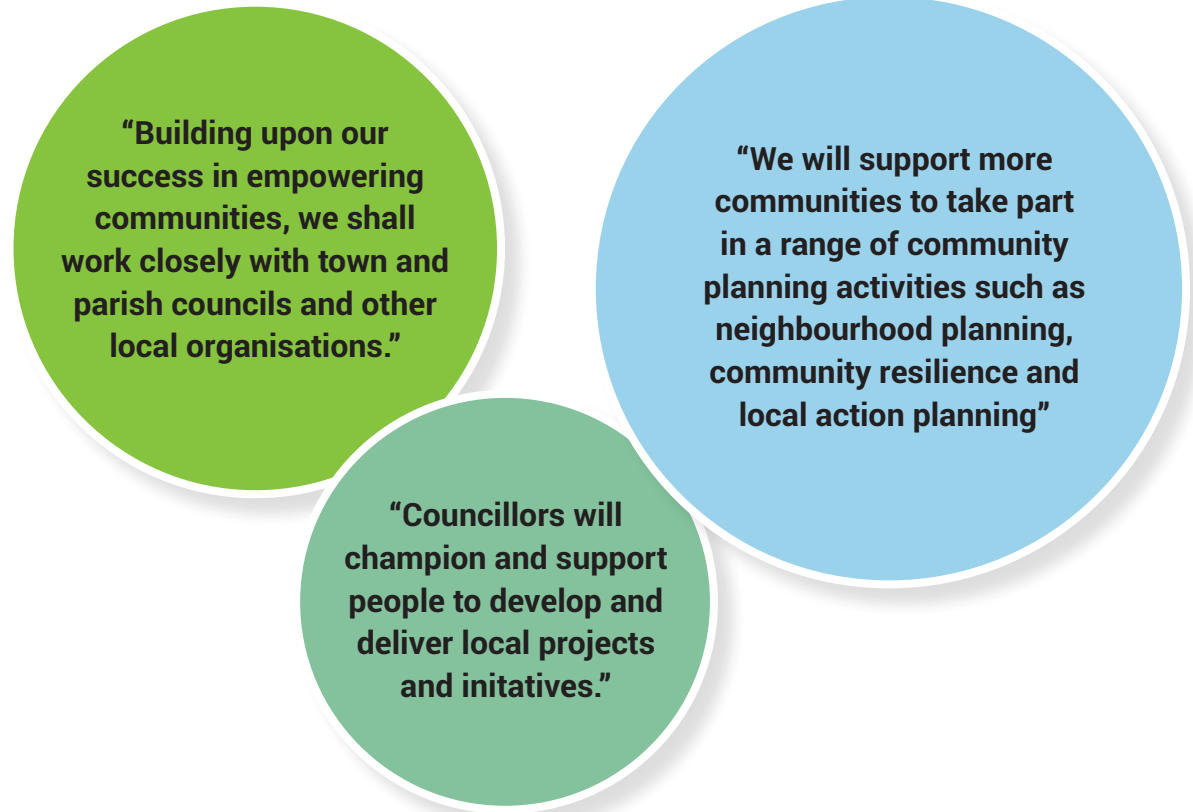 “Building upon our
success in empowering
communities, we shall
work closely with town and
parish councils and other
local organisations.”
“We will support more
communities to take part
in a range of community
planning activities such as
neighbourhood planning,
community resilience and
local action planning”
“Councillors will
champion and support
people to develop and
deliver local projects
and initatives.”